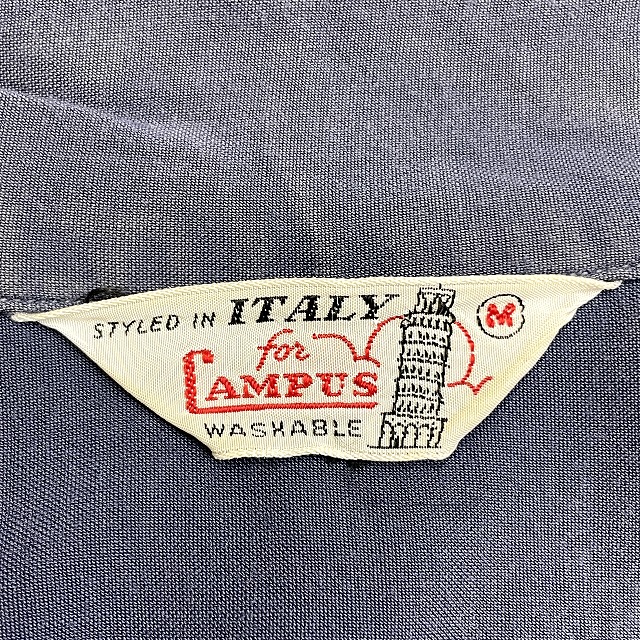 STYLED IN ITALY
M
for
CAMPUS
WASHABLE